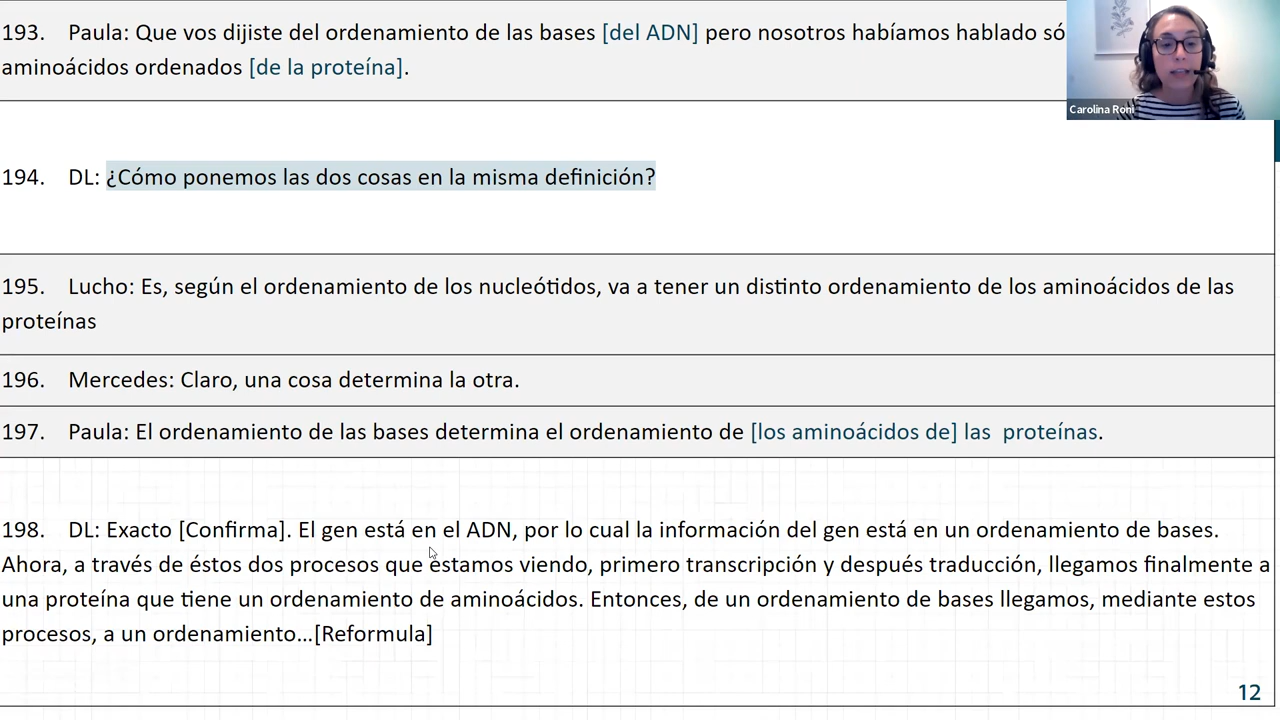 193. Paula: Que vos dijiste del ordenamiento de las bases [del ADN] pero nosotros habíamos hablado
aminoácidos ordenados [de la proteína].
Carolina
194. DL: ¿Cómo ponemos las dos cosas en la misma definición?
195. Lucho: Es, según el ordenamiento de los nucleótidos, va a tener un distinto ordenamiento de los aminoácidos de las
proteínas
196. Mercedes: Claro, una cosa determina la otra.
197. Paula: El ordenamiento de las bases determina el ordenamiento de [los aminoácidos de] las proteínas.
198. DL: Exacto [Confirma]. El gen está en el ADN, por lo cual la información del gen está en un ordenamiento de bases.
Ahora, a través de éstos dos procesos que estamos viendo, primero transcripción y después traducción, llegamos finalmente a
una proteína que tiene un ordenamiento de aminoácidos. Entonces, de un ordenamiento de bases llegamos, mediante estos
procesos, a un ordenamiento...[Reformula]
12